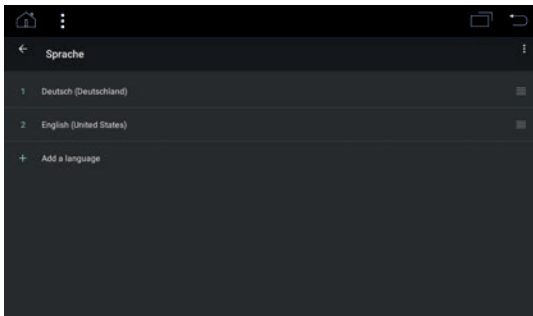 Sprache
1 Deutsch (Deutschland)
2 English (United States)
+ Add a language